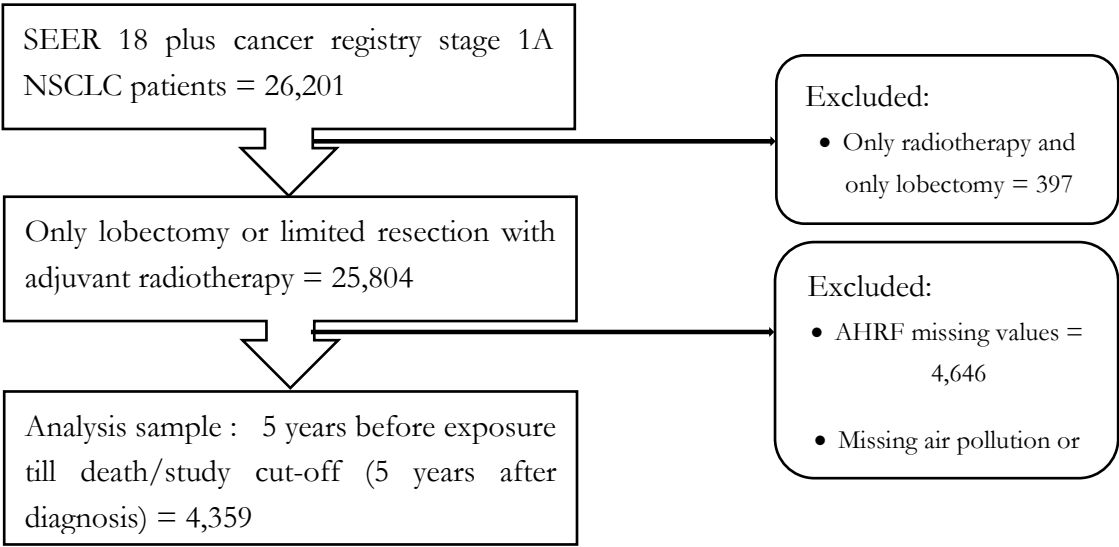 SEER 18 plus cancer registry stage 1A
NSCLC patients = 26,201
Excluded:
• Only radiotherapy and
only lobectomy = 397
Only lobectomy or limited resection with
adjuvant radiotherapy = 25,804
Excluded:
• AHRF missing values =
4,646
• Missing air pollution or
Analysis sample : 5 years before exposure
till death/study cut-off (5 years after
diagnosis) = 4,359